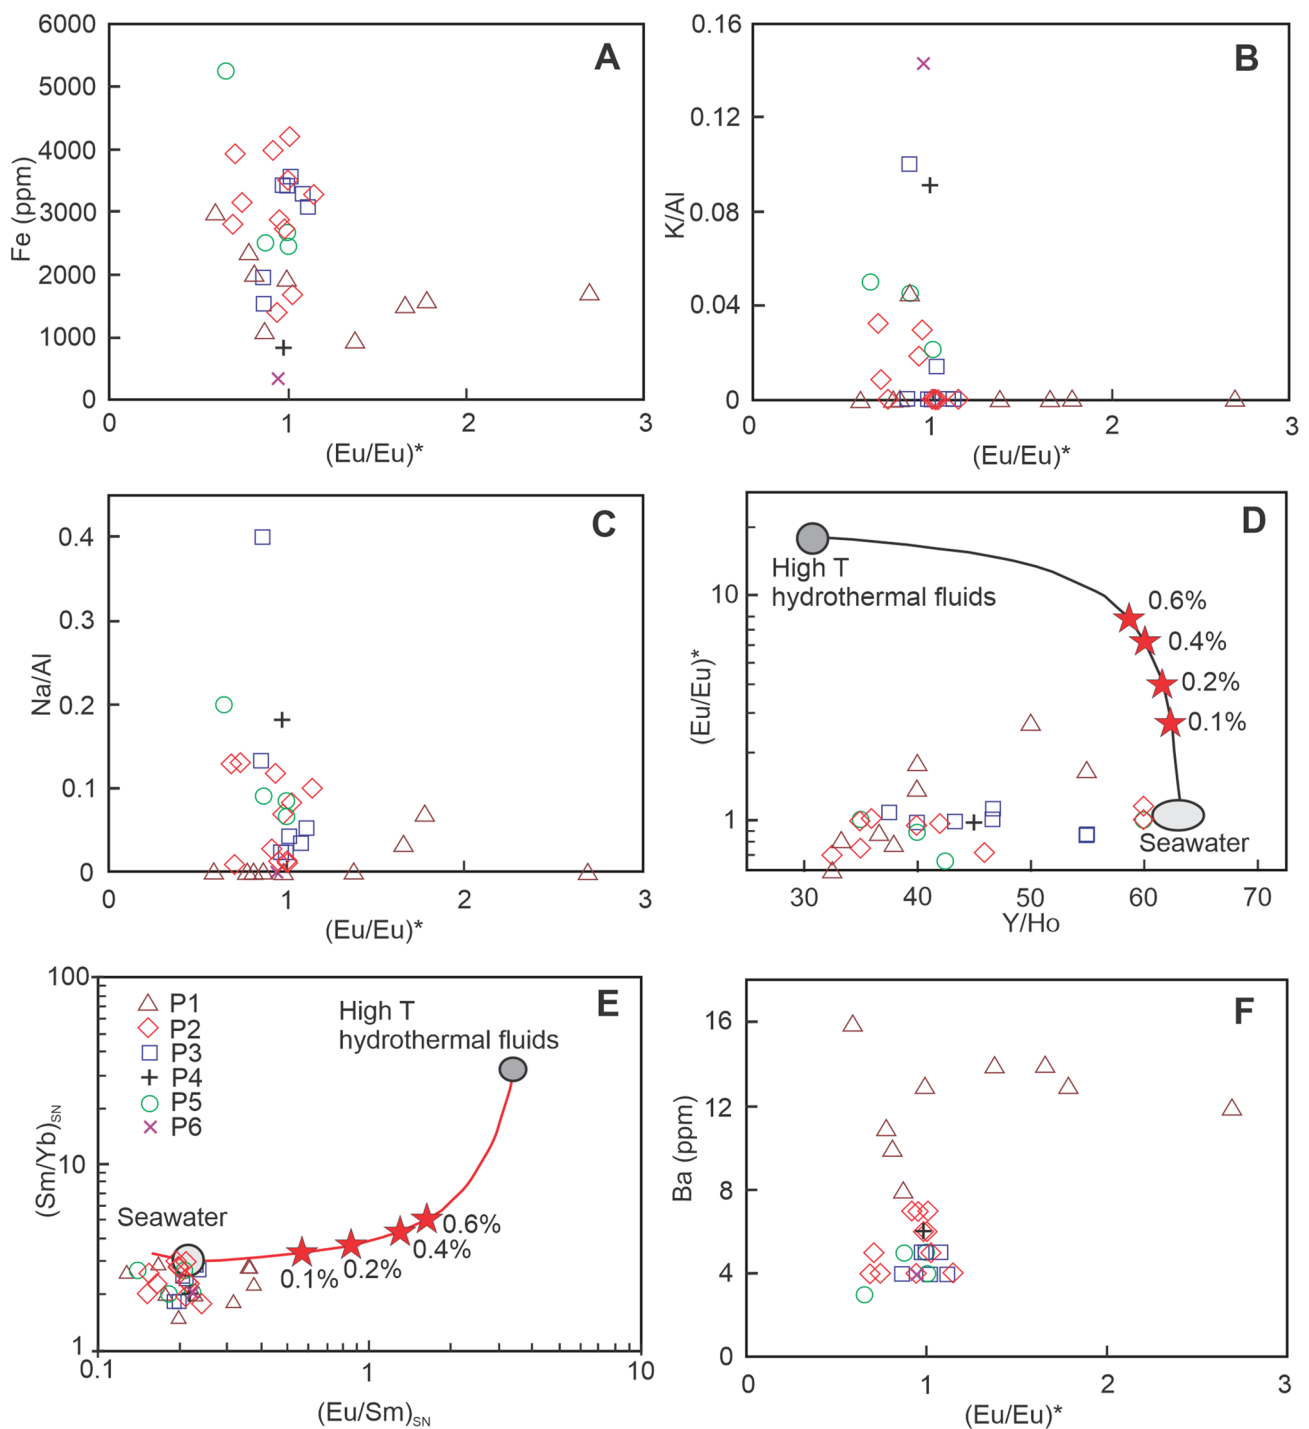 A
6000
5000
4000
3000
2000
1000
0
Fe (ppm)
0
1
2
3
(Eu/Eu)*
B
0.16
0.12
0.08
0.04
0
K/Al
0
1
2
3
(Eu/Eu)*
C
0.4
0.3
0.2
0.1
0
Na/Al
0
1
2
3
(Eu/Eu)*
D
High T
hydrothermal fluids
0.6%
0.4%
0.2%
0.1%
Seawater
10
1
(Eu/Eu)*
30
40
50
60
70
Y/Ho
E
100
10
1
(Sm/Yb)SN
P1
P2
P3
P4
P5
P6
High T
hydrothermal fluids
Seawater
0.1%
0.2%
0.4%
0.6%
0.1
1
10
(Eu/Sm)SN
F
16
12
8
4
0
Ba (ppm)
0
1
2
3
(Eu/Eu)*